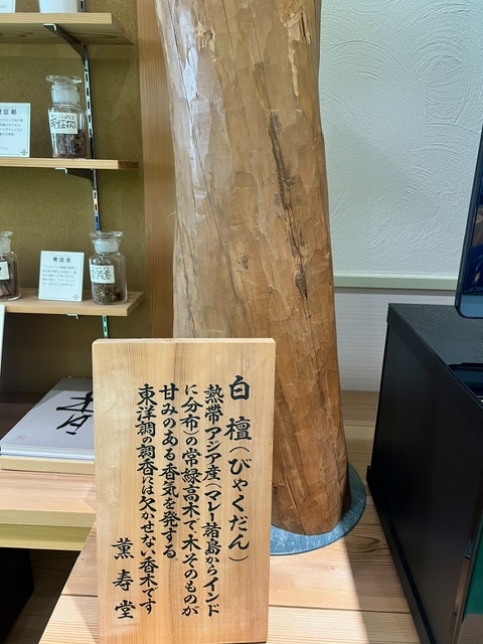 白檀(びゃくだん)
熱帯アジア産(マレー諸島からインド
に分布)の常緑高木で、木そのものが
甘みのある香気を発する。
東洋調の調香には欠かせない香木です
薫寿堂